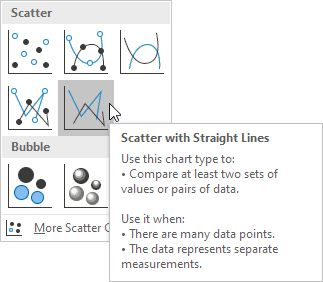 Scatter
Bubble
More Scatter C
Scatter with Straight Lines
Use this chart type to:
• Compare at least two sets of
values or pairs of data.
Use it when:
• There are many data points.
• The data represents separate
measurements.